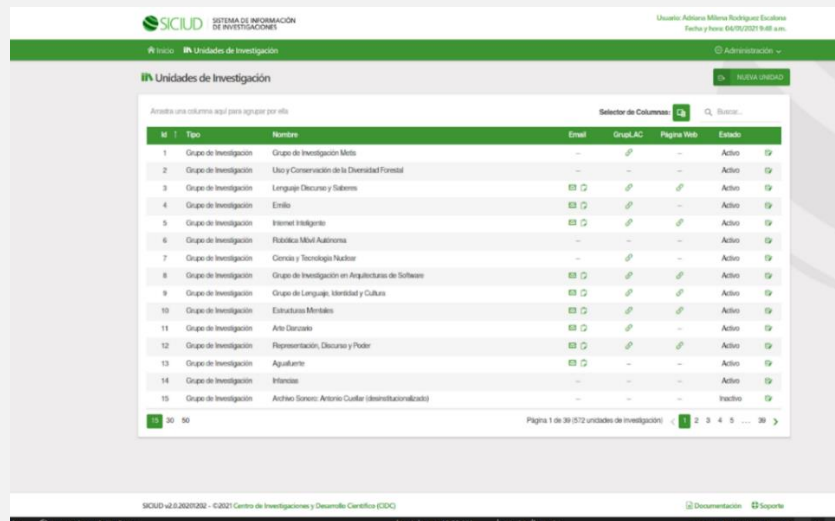 SICIUD SISTEMA DE INFORMACIÓN
DE INVESTIGACIONES
Usuario: Adriana Milena Rodríguez Escalona
Fecha y hora: 04/01/2021 9:40 a.m.
Inicio Unidades de Investigación Administración
Unidades de Investigación NUEVA UNIDAD
Arrastra una columna aquí para agrupar por ella Selector de Columnas: Buscar...
Id Tipo Nombre Email GrupLAC Página Web Estado
1 Grupo de Investigación Grupo de Investigación Metis -- -- Activo
2 Grupo de Investigación Uso y Conservación de la Diversidad Forestal -- -- -- Activo
3 Grupo de Investigación Lenguaje Discurso y Saberes Activo
4 Grupo de Investigación Emilio -- Activo
5 Grupo de Investigación Internet Inteligente Activo
6 Grupo de Investigación Robótica Móvil Autónoma -- -- -- Activo
7 Grupo de Investigación Ciencia y Tecnología Nuclear -- -- Activo
8 Grupo de Investigación Grupo de Investigación en Arquitecturas de Software Activo
9 Grupo de Investigación Grupo de Lenguaje, Identidad y Cultura Activo
10 Grupo de Investigación Estructuras Mentales Activo
11 Grupo de Investigación Arte Danzario -- Activo
12 Grupo de Investigación Representación, Discurso y Poder Activo
13 Grupo de Investigación Aguafuerte -- -- Activo
14 Grupo de Investigación Infancias -- -- -- Activo
15 Grupo de Investigación Archivo Sonoro: Antonio Cuellar (desinstitucionalizado) -- -- -- Inactivo
15 30 50 Página 1 de 39 (572 unidades de investigación) 1 2 3 4 5 .... 39
SICIUD v2.0.20201202 - ©2021 Centro de Investigaciones y Desarrollo Científico (CIDC) Documentación Soporte